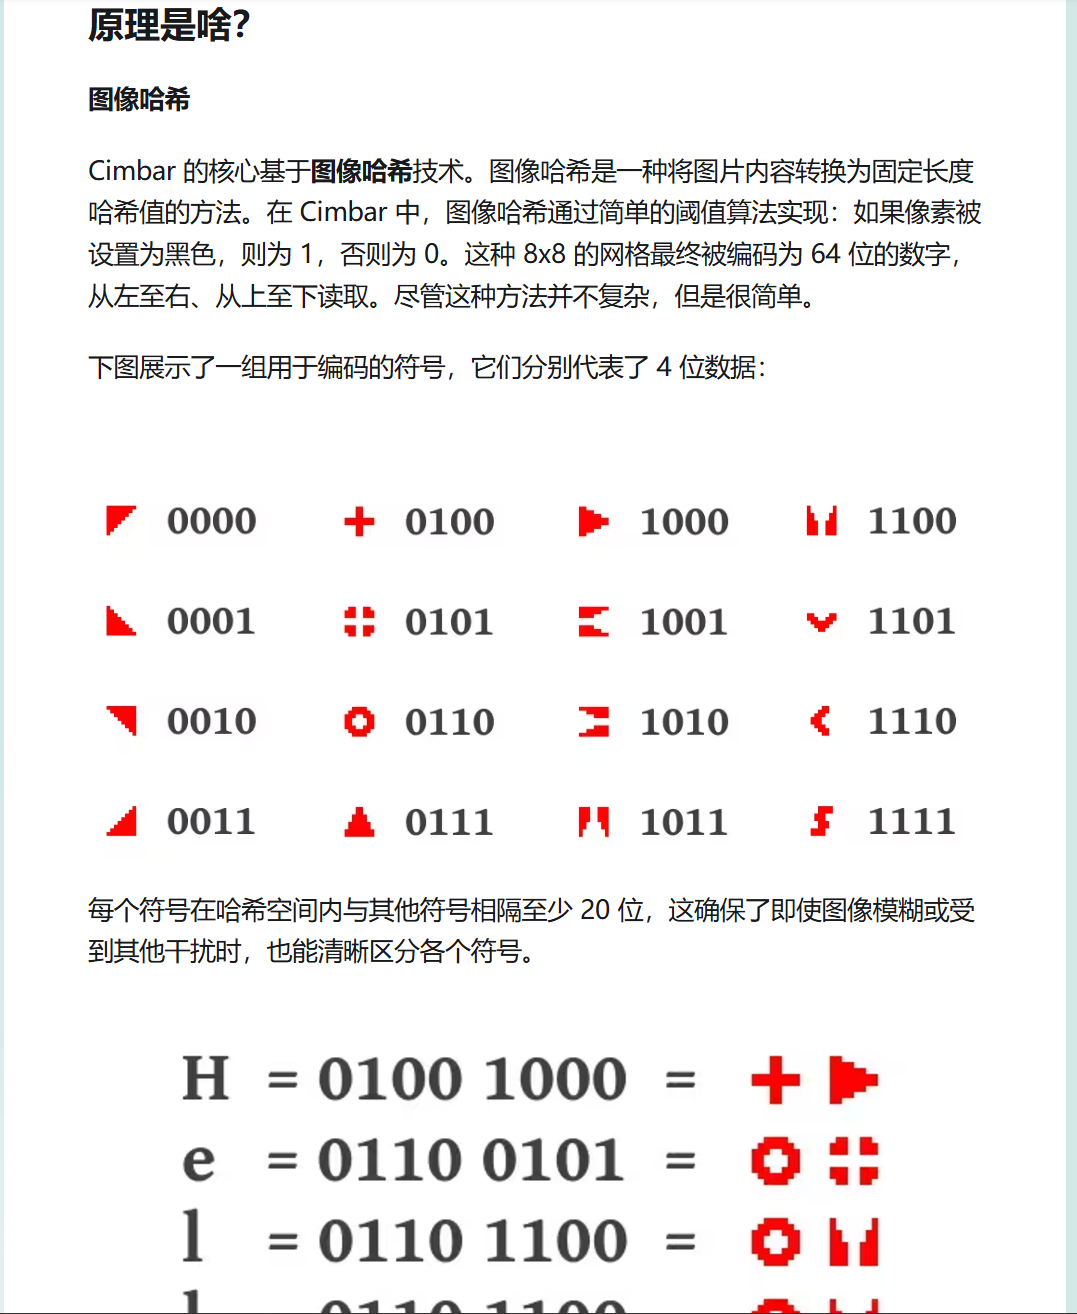 原理是啥？
图像哈希
Cimbar 的核心基于图像哈希技术。图像哈希是一种将图片内容转换为固定长度
哈希值的方法。在 Cimbar 中，图像哈希通过简单的阈值算法实现：如果像素被
设置为黑色，则为 1，否则为 0。这种 8x8 的网格最终被编码为 64 位的数字，
从左至右、从上至下读取。尽管这种方法并不复杂，但是很简单。
下图展示了一组用于编码的符号，它们分别代表了 4 位数据：
0000 0100 1000 1100
0001 0101 1001 1101
0010 0110 1010 1110
0011 0111 1011 1111
每个符号在哈希空间内与其他符号相隔至少 20 位，这确保了即使图像模糊或受
到其他干扰时，也能清晰区分各个符号。
H = 0100 1000 =
e = 0110 0101 =
l = 0110 1100 =
l 0110 1100